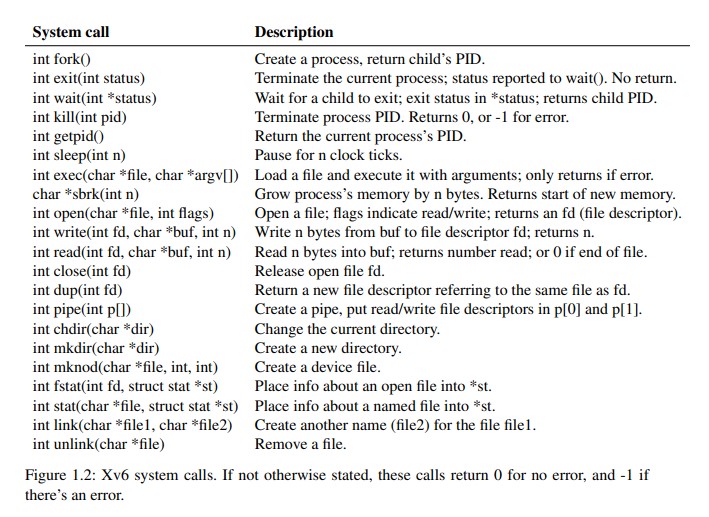 System call Description
int fork() Create a process, return child's PID.
int exit(int status) Terminate the current process; status reported to wait(). No return.
int wait(int *status) Wait for a child to exit; exit status in *status; returns child PID.
int kill(int pid) Terminate process PID. Returns 0, or -1 for error.
int getpid() Return the current process's PID.
int sleep(int n) Pause for n clock ticks.
int exec(char *file, char *argv[]) Load a file and execute it with arguments; only returns if error.
char *sbrk(int n) Grow process's memory by n bytes. Returns start of new memory.
int open(char *file, int flags) Open a file; flags indicate read/write; returns an fd (file descriptor).
int write(int fd, char *buf, int n) Write n bytes from buf to file descriptor fd; returns n.
int read(int fd, char *buf, int n) Read n bytes into buf; returns number read; or 0 if end of file.
int close(int fd) Release open file fd.
int dup(int fd) Return a new file descriptor referring to the same file as fd.
int pipe(int p[]) Create a pipe, put read/write file descriptors in p[0] and p[1].
int chdir(char *dir) Change the current directory.
int mkdir(char *dir) Create a new directory.
int mknod(char *file, int, int) Create a device file.
int fstat(int fd, struct stat *st) Place info about an open file into *st.
int stat(char *file, struct stat *st) Place info about a named file into *st.
int link(char *file1, char *file2) Create another name (file2) for the file file1.
int unlink(char *file) Remove a file.
Figure 1.2: Xv6 system calls. If not otherwise stated, these calls return 0 for no error, and -1 if
there's an error.